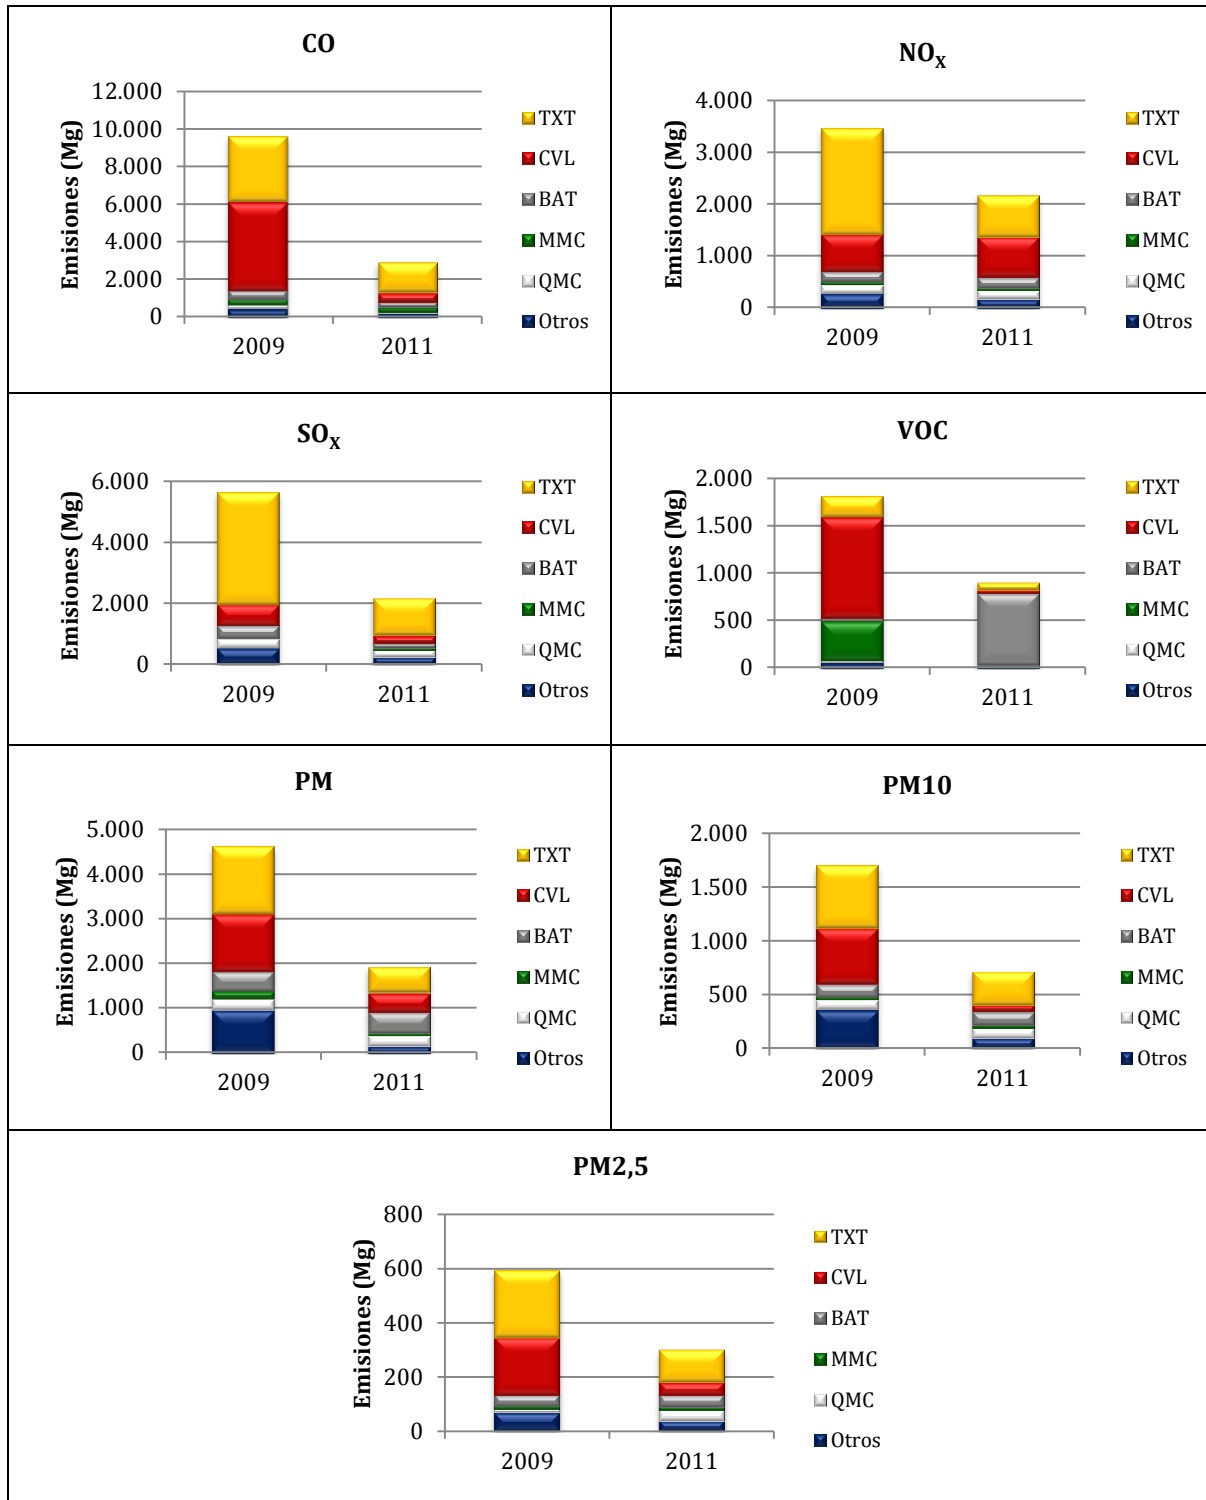 CO
Emisiones (Mg)
12.000
10.000
8.000
6.000
4.000
2.000
0
2009
2011
TXT
CVL
BAT
MMC
QMC
Otros
NOX
Emisiones (Mg)
4.000
3.000
2.000
1.000
0
2009
2011
TXT
CVL
BAT
MMC
QMC
Otros
SOX
Emisiones (Mg)
6.000
4.000
2.000
0
2009
2011
TXT
CVL
BAT
MMC
QMC
Otros
VOC
Emisiones (Mg)
2.000
1.500
1.000
500
0
2009
2011
TXT
CVL
BAT
MMC
QMC
Otros
PM
Emisiones (Mg)
5.000
4.000
3.000
2.000
1.000
0
2009
2011
TXT
CVL
BAT
MMC
QMC
Otros
PM10
Emisiones (Mg)
2.000
1.500
1.000
500
0
2009
2011
TXT
CVL
BAT
MMC
QMC
Otros
PM2,5
Emisiones (Mg)
800
600
400
200
0
2009
2011
TXT
CVL
BAT
MMC
QMC
Otros